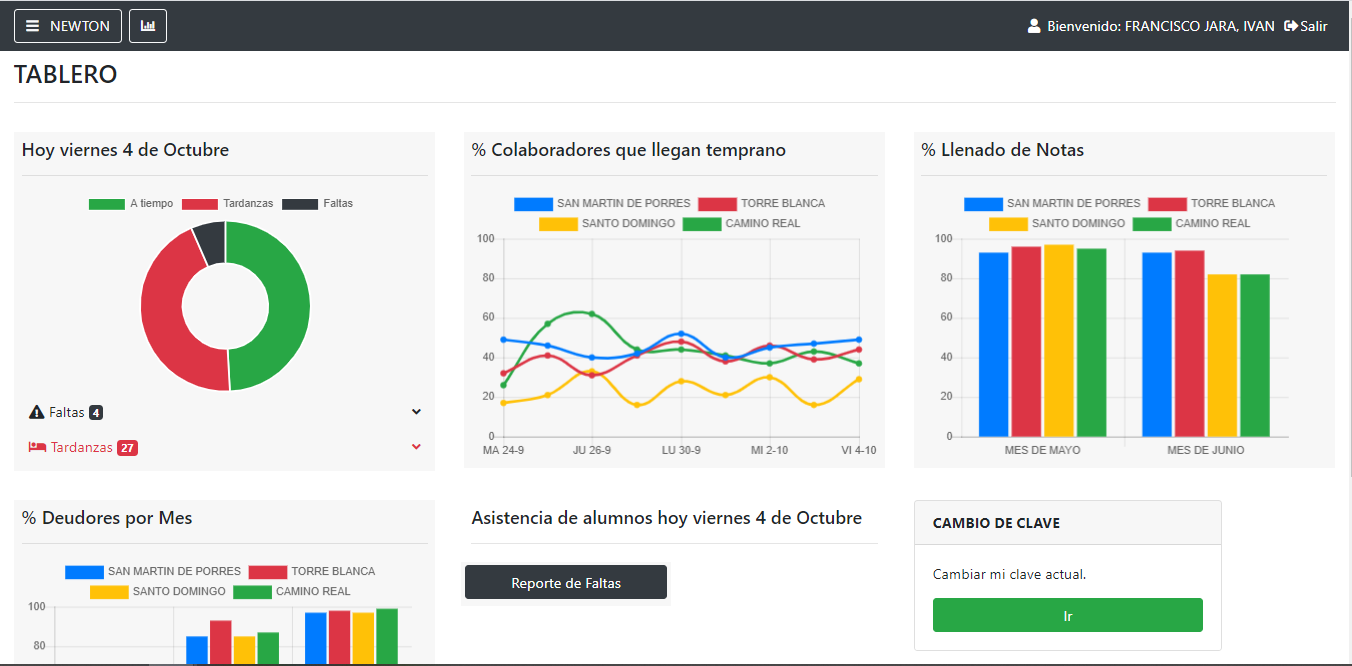 NEWTON
Bienvenido: FRANCISCO JARA, IVAN Salir
TABLERO
Hoy viernes 4 de Octubre
A tiempo Tardanzas Faltas
Faltas 4
Tardanzas 27
% Colaboradores que llegan temprano
SAN MARTIN DE PORRES TORRE BLANCA
SANTO DOMINGO CAMINO REAL
100
80
60
40
20
0
MA 24-9 JU 26-9 LU 30-9 MI 2-10 VI 4-10
% Llenado de Notas
SAN MARTIN DE PORRES TORRE BLANCA
SANTO DOMINGO CAMINO REAL
100
80
60
40
20
0
MES DE MAYO MES DE JUNIO
% Deudores por Mes
SAN MARTIN DE PORRES TORRE BLANCA
SANTO DOMINGO CAMINO REAL
100
80
Asistencia de alumnos hoy viernes 4 de Octubre
Reporte de Faltas
CAMBIO DE CLAVE
Cambiar mi clave actual.
Ir